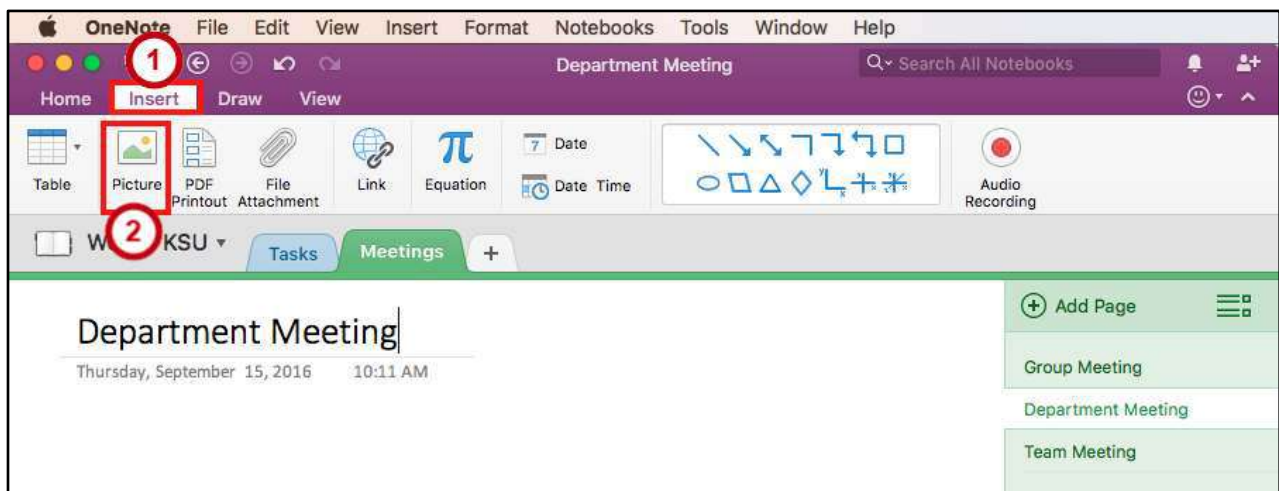 OneNote File Edit View Insert Format Notebooks Tools Window Help
1
Department Meeting
Search All Notebooks
Home Insert Draw View
7 Date
Table Picture PDF Printout File Attachment Link π Equation
7 Date Time
y x
Audio Recording
2
KSU Tasks Meetings +
Add Page
Department Meeting
Thursday, September 15, 2016 10:11 AM
Group Meeting
Department Meeting
Team Meeting